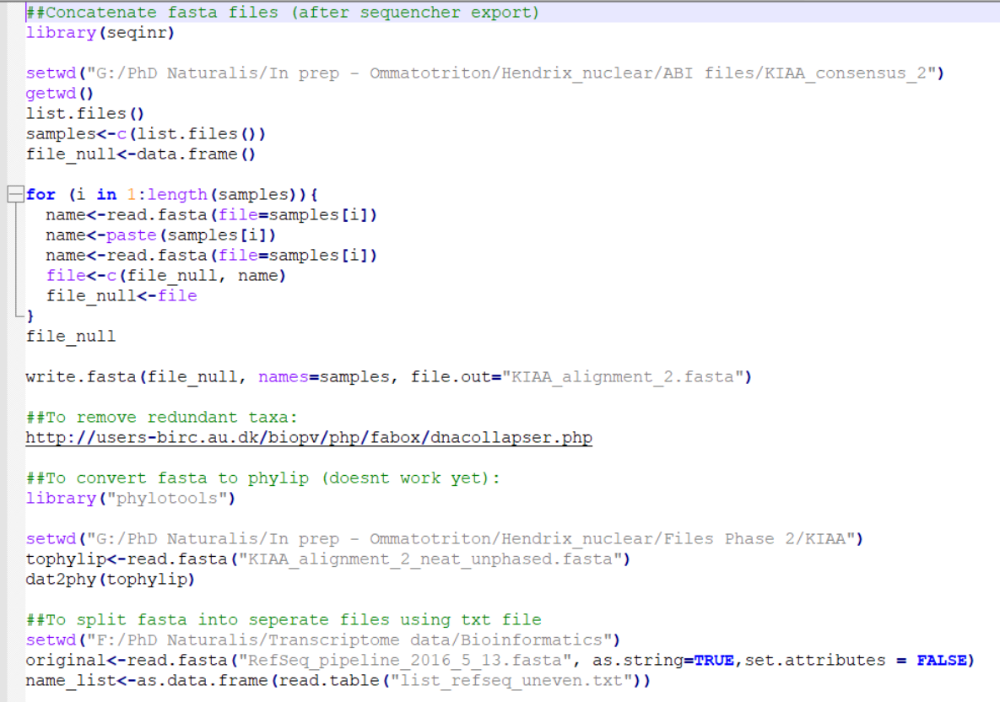 ##Concatenate fasta files (after sequencher export)
library(seqinr)
setwd("G:/PhD Naturalis/In prep - Ommatotriton/Hendrix_nuclear/ABI files/KIAA_consensus_2")
getwd()
list.files()
samples<-c(list.files())
file_null<-data.frame()
for (i in 1:length(samples)){
  name<-read.fasta(file=samples[i])
  name<-paste(samples[i])
  name<-read.fasta(file=samples[i])
  file<-c(file_null, name)
  file_null<-file
}
file_null
write.fasta(file_null, names=samples, file.out="KIAA_alignment_2.fasta")
##To remove redundant taxa:
http://users-birc.au.dk/biopv/php/fabox/dnacollapser.php
##To convert fasta to phylip (doesnt work yet):
library("phylotools")
setwd("G:/PhD Naturalis/In prep - Ommatotriton/Hendrix_nuclear/Files Phase 2/KIAA")
tophylip<-read.fasta("KIAA_alignment_2_neat_unphased.fasta")
dat2phy(tophylip)
##To split fasta into seperate files using txt file
setwd("F:/PhD Naturalis/Transcriptome data/Bioinformatics")
original<-read.fasta("RefSeq_pipeline_2016_5_13.fasta", as.string=TRUE,set.attributes = FALSE)
name_list<-as.data.frame(read.table("list_refseq_uneven.txt"))